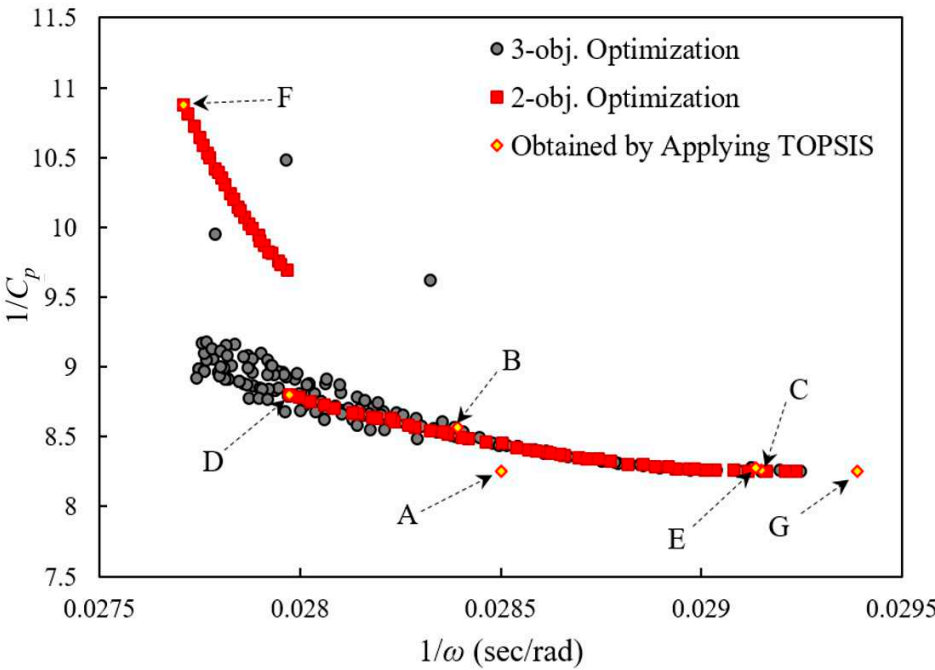 11.5
11
10.5
10
9.5
9
8.5
8
7.5
1/Cp
3-obj. Optimization
2-obj. Optimization
Obtained by Applying TOPSIS
F
B
C
D
A
E
G
0.0275
0.028
0.0285
0.029
0.0295
1/ω (sec/rad)